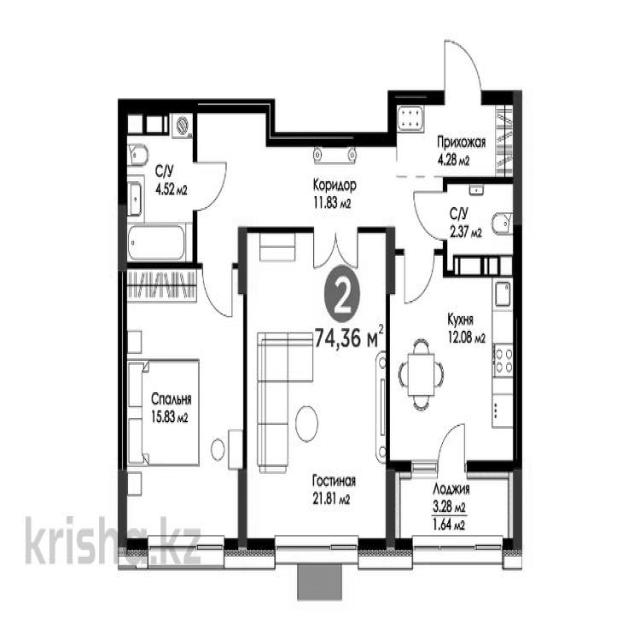 Прихожая
4.28 м2
С/У
4.52 м2
Коридор
11.83 м2
С/У
2.37 м2
2
74,36 м2
Кухня
12.08 м2
Спальня
15.83 м2
Гостиная
21.81 м2
Лоджия
3.28 м2
1.64 м2
krisha.kz